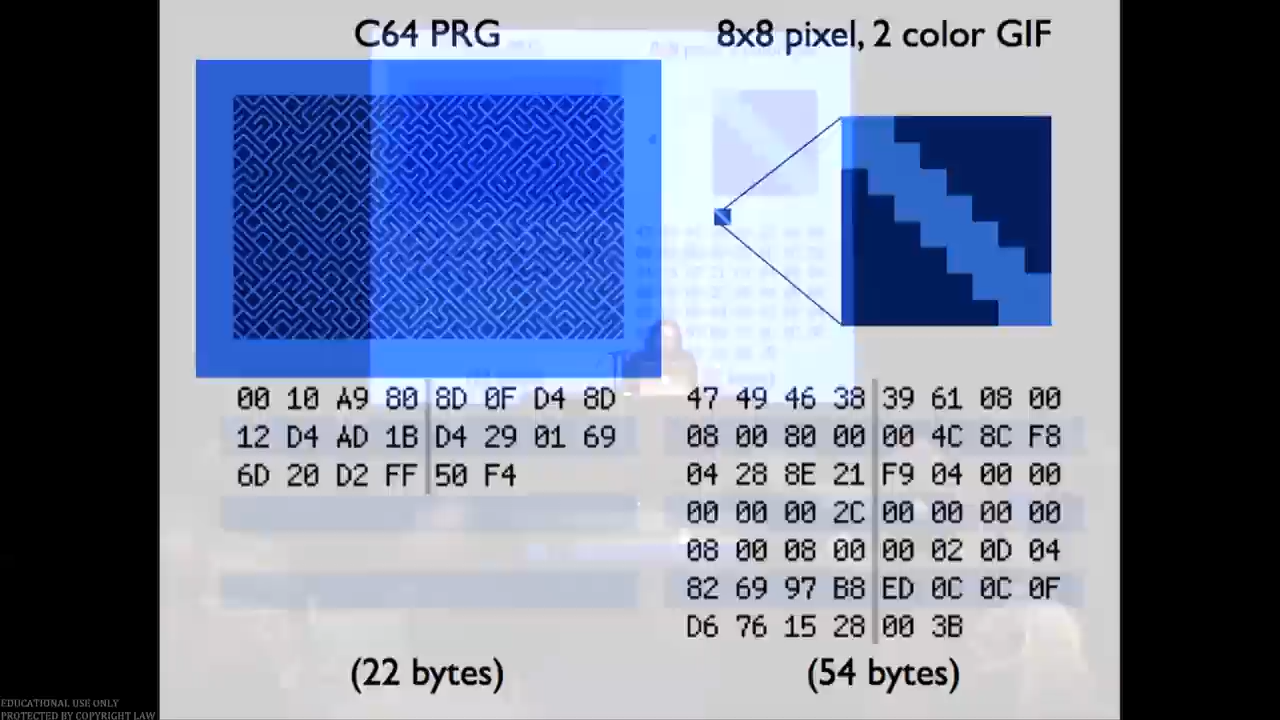 C64 PRG
8x8 pixel, 2 color GIF
00 10 A9 80 8D 0F D4 8D
12 D4 AD 1B D4 29 01 69
6D 20 D2 FF 50 F4
(22 bytes)
47 49 46 38 39 61 08 00
08 00 80 00 00 4C 8C F8
04 28 8E 21 F9 04 00 00
00 00 00 2C 00 00 00 00
08 00 08 00 00 02 0D 04
82 69 97 B8 ED 0C 0C 0F
D6 76 15 28 00 3B
(54 bytes)
EDUCATIONAL USE ONLY
PROTECTED BY COPYRIGHT LAW